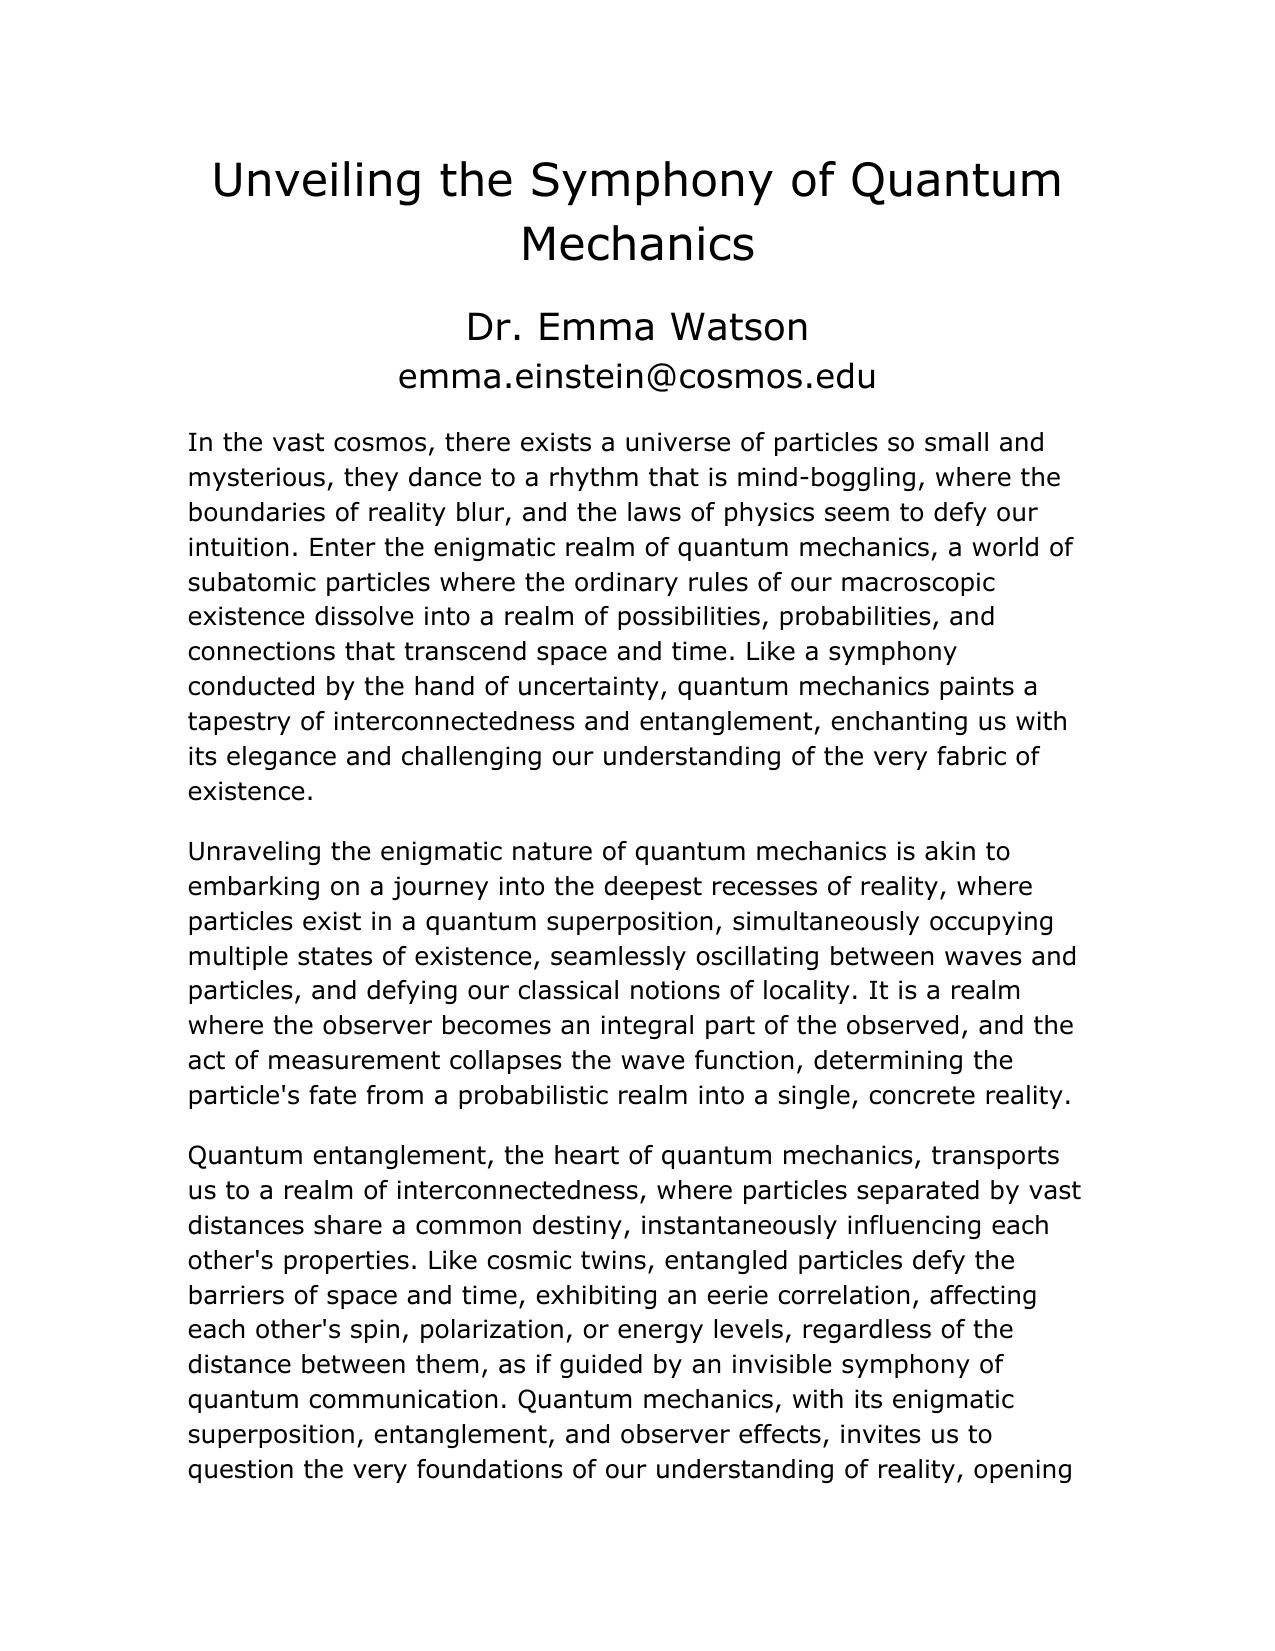 Unveiling the Symphony of Quantum
Mechanics
Dr. Emma Watson
emma.einstein@cosmos.edu
In the vast cosmos, there exists a universe of particles so small and
mysterious, they dance to a rhythm that is mind-boggling, where the
boundaries of reality blur, and the laws of physics seem to defy our
intuition. Enter the enigmatic realm of quantum mechanics, a world of
subatomic particles where the ordinary rules of our macroscopic
existence dissolve into a realm of possibilities, probabilities, and
connections that transcend space and time. Like a symphony
conducted by the hand of uncertainty, quantum mechanics paints a
tapestry of interconnectedness and entanglement, enchanting us with
its elegance and challenging our understanding of the very fabric of
existence.
Unraveling the enigmatic nature of quantum mechanics is akin to
embarking on a journey into the deepest recesses of reality, where
particles exist in a quantum superposition, simultaneously occupying
multiple states of existence, seamlessly oscillating between waves and
particles, and defying our classical notions of locality. It is a realm
where the observer becomes an integral part of the observed, and the
act of measurement collapses the wave function, determining the
particle's fate from a probabilistic realm into a single, concrete reality.
Quantum entanglement, the heart of quantum mechanics, transports
us to a realm of interconnectedness, where particles separated by vast
distances share a common destiny, instantaneously influencing each
other's properties. Like cosmic twins, entangled particles defy the
barriers of space and time, exhibiting an eerie correlation, affecting
each other's spin, polarization, or energy levels, regardless of the
distance between them, as if guided by an invisible symphony of
quantum communication. Quantum mechanics, with its enigmatic
superposition, entanglement, and observer effects, invites us to
question the very foundations of our understanding of reality, opening